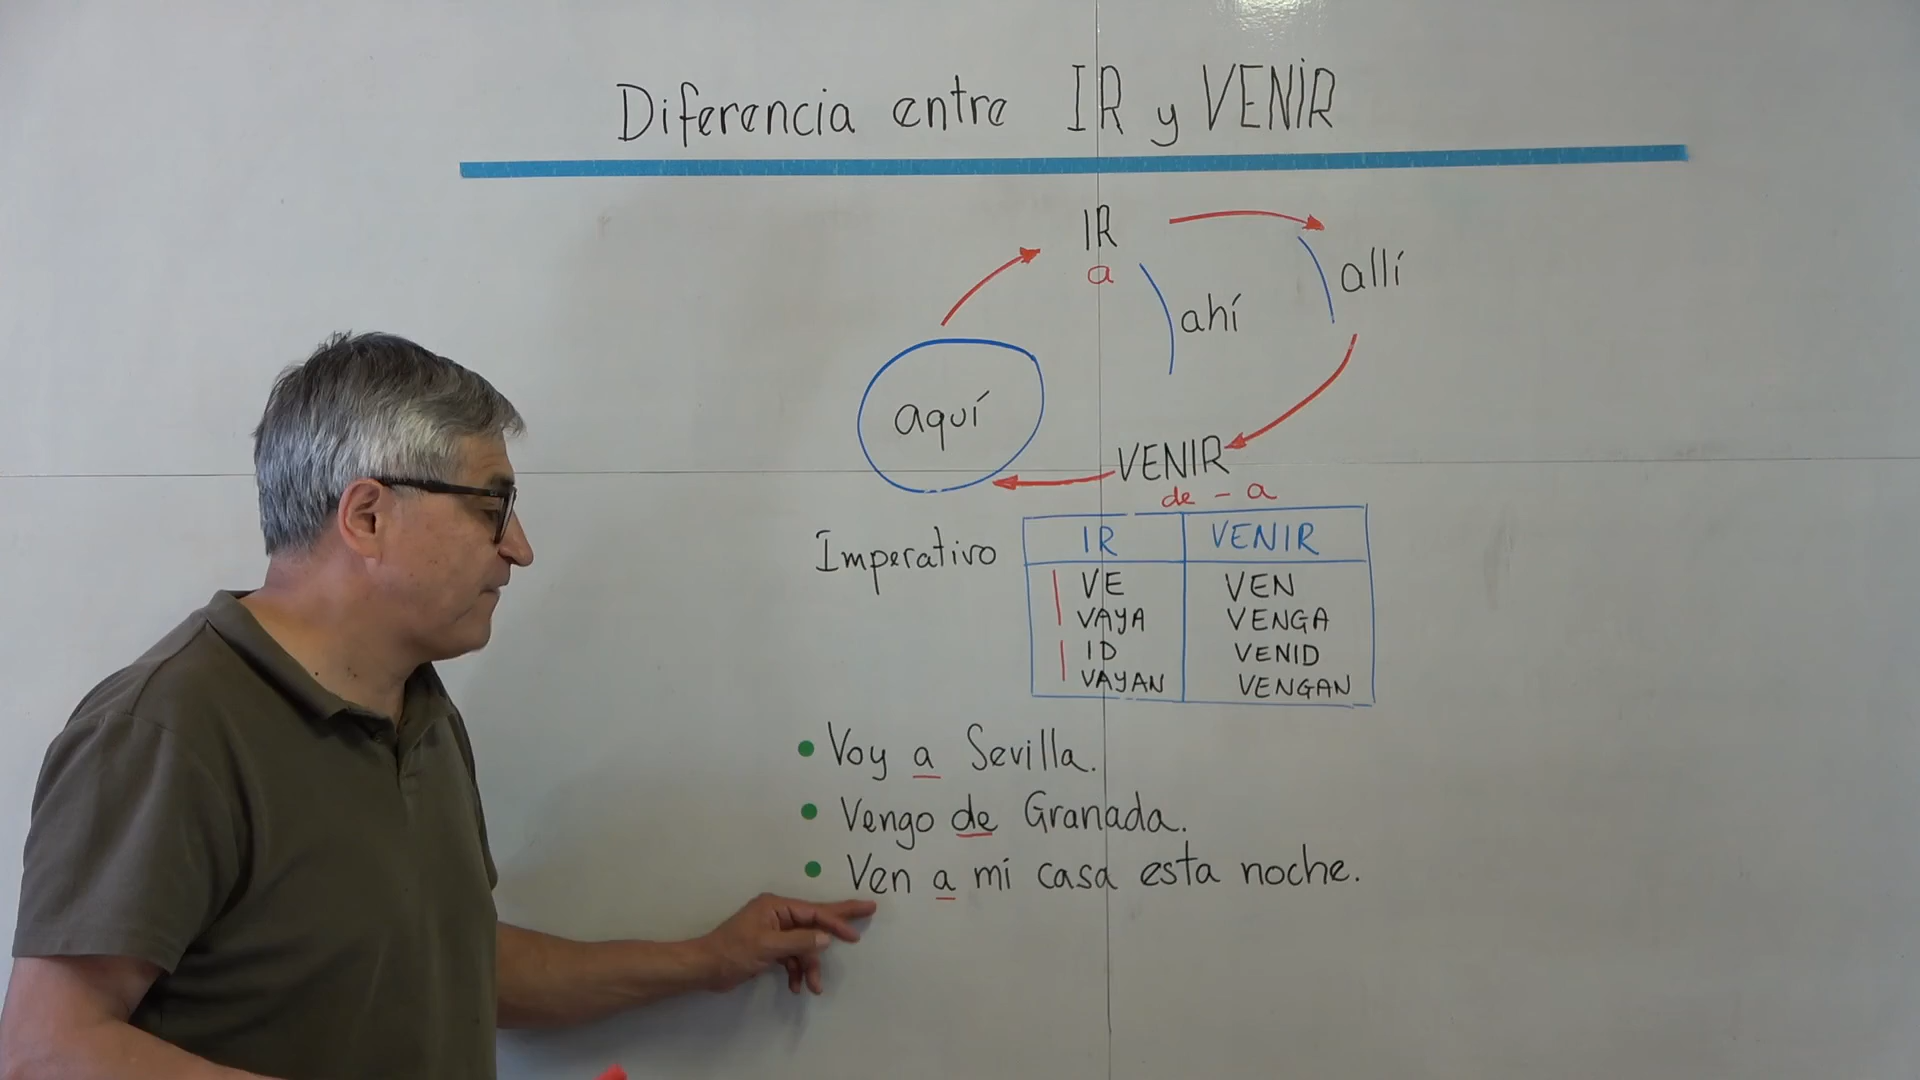 Diferencia entre IR y VENIR
IR
a
allí
ahí
aquí
VENIR
de - a
Imperativo
IR VENIR
VE VEN
VAYA VENGA
ID VENID
VAYAN VENGAN
Voy a Sevilla.
Vengo de Granada.
Ven a mi casa esta noche.